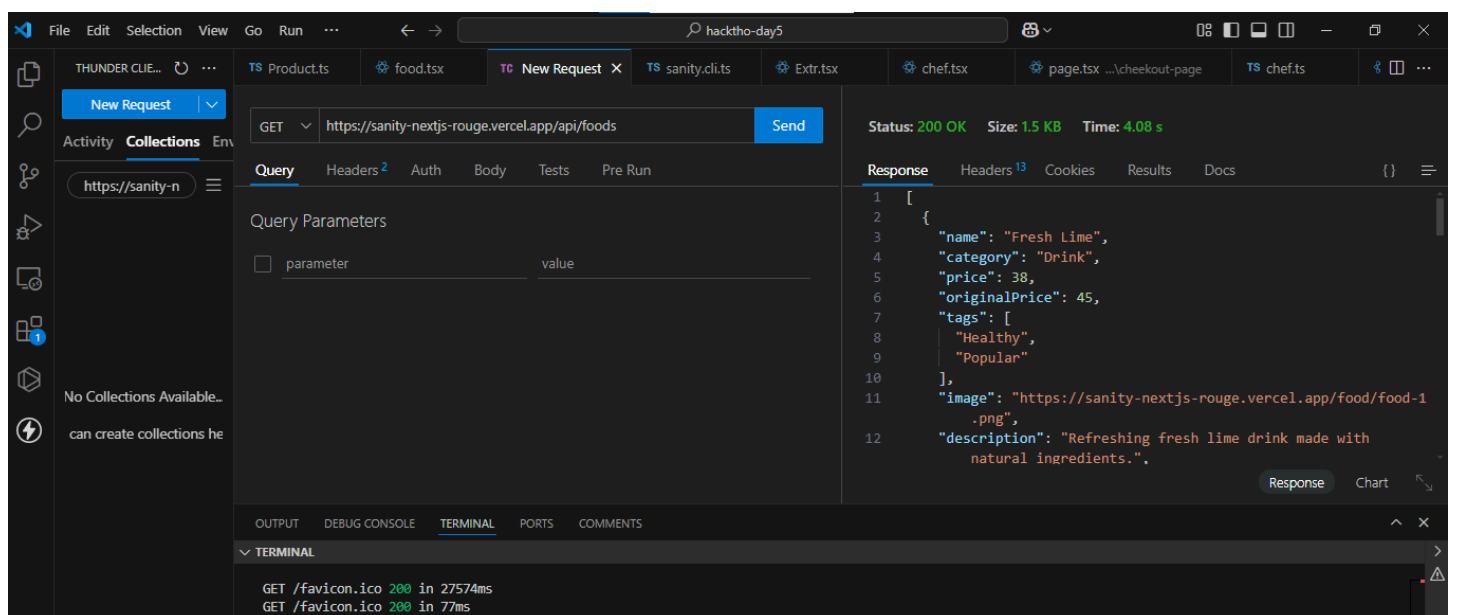 File Edit Selection View Go Run ··· ← → hacktho-day5
THUNDER CLIE... ···
TS Product.ts food.tsx TC New Request × TS sanity.cli.ts Extr.tsx chef.tsx page.tsx ...\cheekout-page TS chef.ts ···
New Request
Activity Collections Env
https://sanity-n
No Collections Available...
can create collections he
1
GET https://sanity-nextjs-rouge.vercel.app/api/foods Send
Query Headers 2 Auth Body Tests Pre Run
Query Parameters
parameter value
Status: 200 OK Size: 1.5 KB Time: 4.08 s
Response Headers 13 Cookies Results Docs {}
1 [
2 {
3 "name": "Fresh Lime",
4 "category": "Drink",
5 "price": 38,
6 "originalPrice": 45,
7 "tags": [
8 "Healthy",
9 "Popular"
10 ],
11 "image": "https://sanity-nextjs-rouge.vercel.app/food/food-1
.png",
12 "description": "Refreshing fresh lime drink made with
natural ingredients.",
Response Chart
OUTPUT DEBUG CONSOLE TERMINAL PORTS COMMENTS
TERMINAL
GET /favicon.ico 200 in 27574ms
GET /favicon.ico 200 in 77ms